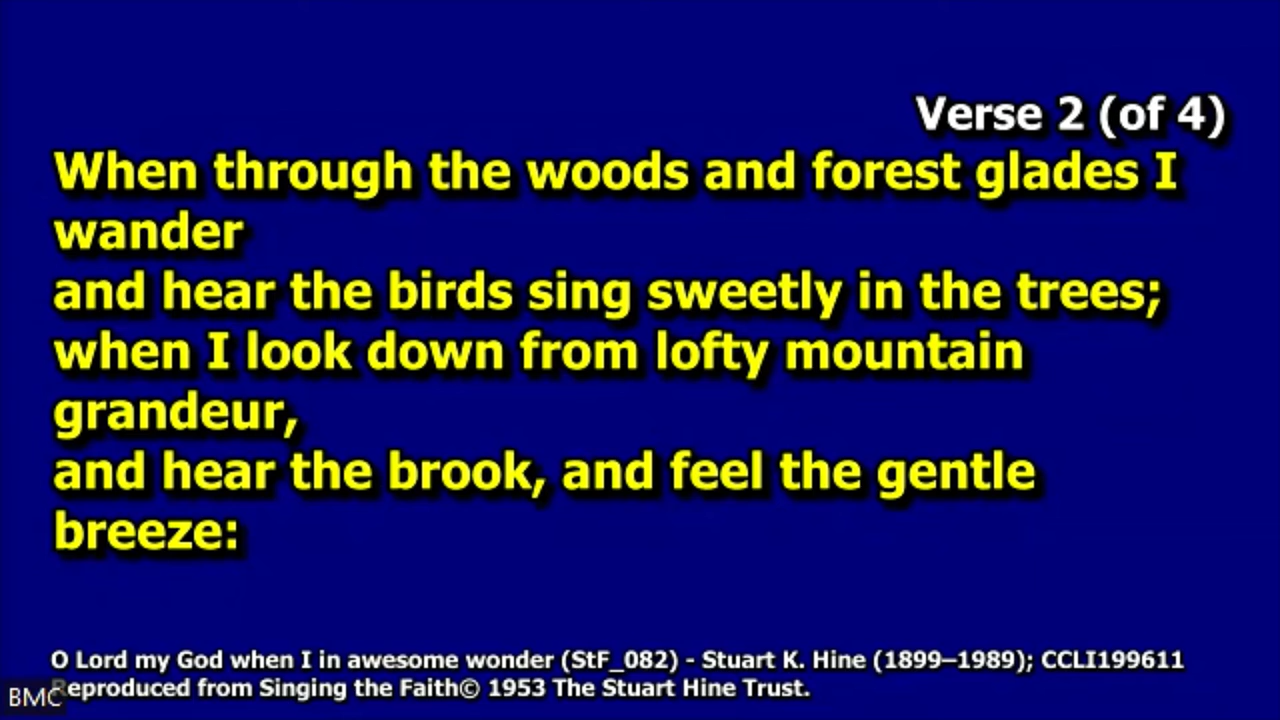 Verse 2 (of 4)
When through the woods and forest glades I
wander
and hear the birds sing sweetly in the trees;
when I look down from lofty mountain
grandeur,
and hear the brook, and feel the gentle
breeze:
O Lord my God when I in awesome wonder (StF_082) - Stuart K. Hine (1899–1989); CCLI199611
Reproduced from Singing the Faith© 1953 The Stuart Hine Trust.
BMC